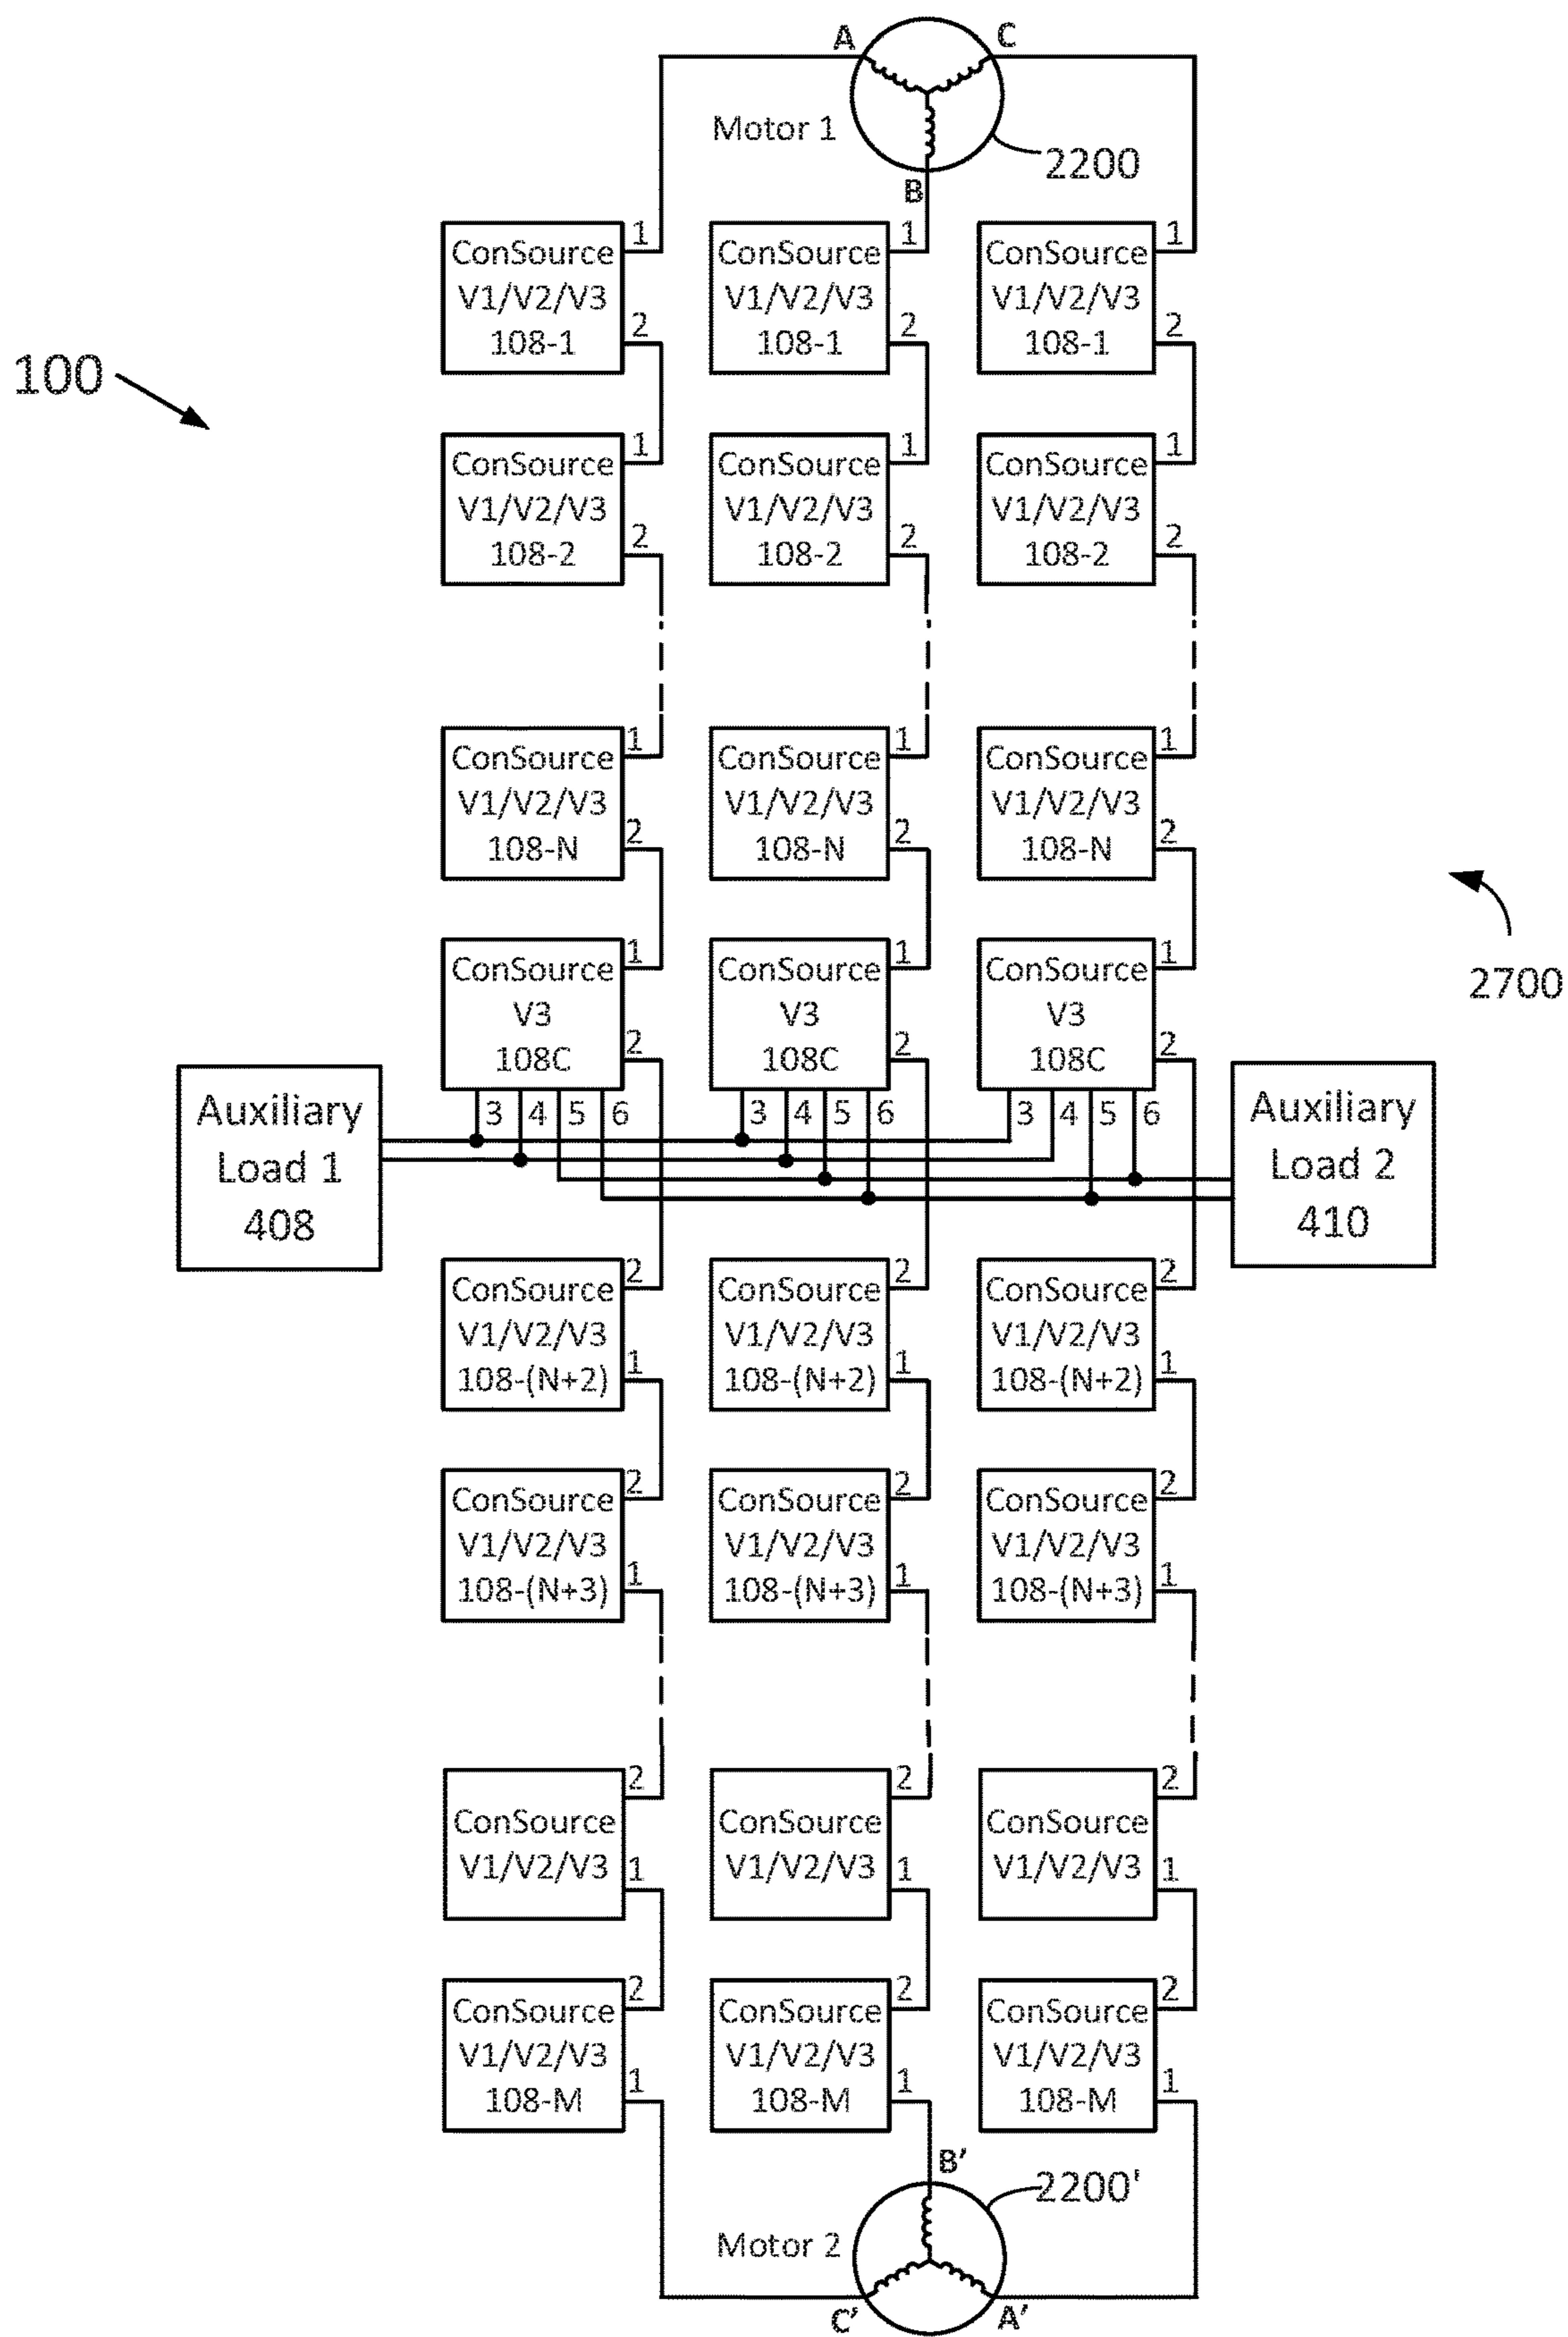 A
C
Motor 1
2200
B
1
1
1
ConSource
ConSource
ConSource
V1/V2/V3
V1/V2/V3
V1/V2/V3
2
2
2
108-1
108-1
108-1
100
1
1
1
ConSource
ConSource
ConSource
V1/V2/V3
V1/V2/V3
V1/V2/V3
2
2
2
108-2
108-2
108-2
1
1
1
ConSource
ConSource
ConSource
V1/V2/V3
V1/V2/V3
V1/V2/V3
2
2
2
108-N
108-N
108-N
1
1
1
ConSource
ConSource
ConSource
2700
V3
V3
V3
2
2
2
108C
108C
108C
3 4 5 6
3 4 5 6
3 4 5 6
Auxiliary
Load 1
408
Auxiliary
Load 2
410
2
2
2
ConSource
ConSource
ConSource
V1/V2/V3
V1/V2/V3
V1/V2/V3
1
1
1
108-(N+2)
108-(N+2)
108-(N+2)
2
2
2
ConSource
ConSource
ConSource
V1/V2/V3
V1/V2/V3
V1/V2/V3
1
1
1
108-(N+3)
108-(N+3)
108-(N+3)
2
2
2
ConSource
ConSource
ConSource
V1/V2/V3
V1/V2/V3
V1/V2/V3
1
1
1
2
2
2
ConSource
ConSource
ConSource
V1/V2/V3
V1/V2/V3
V1/V2/V3
1
1
1
108-M
108-M
108-M
B'
2200'
Motor 2
C'
A'